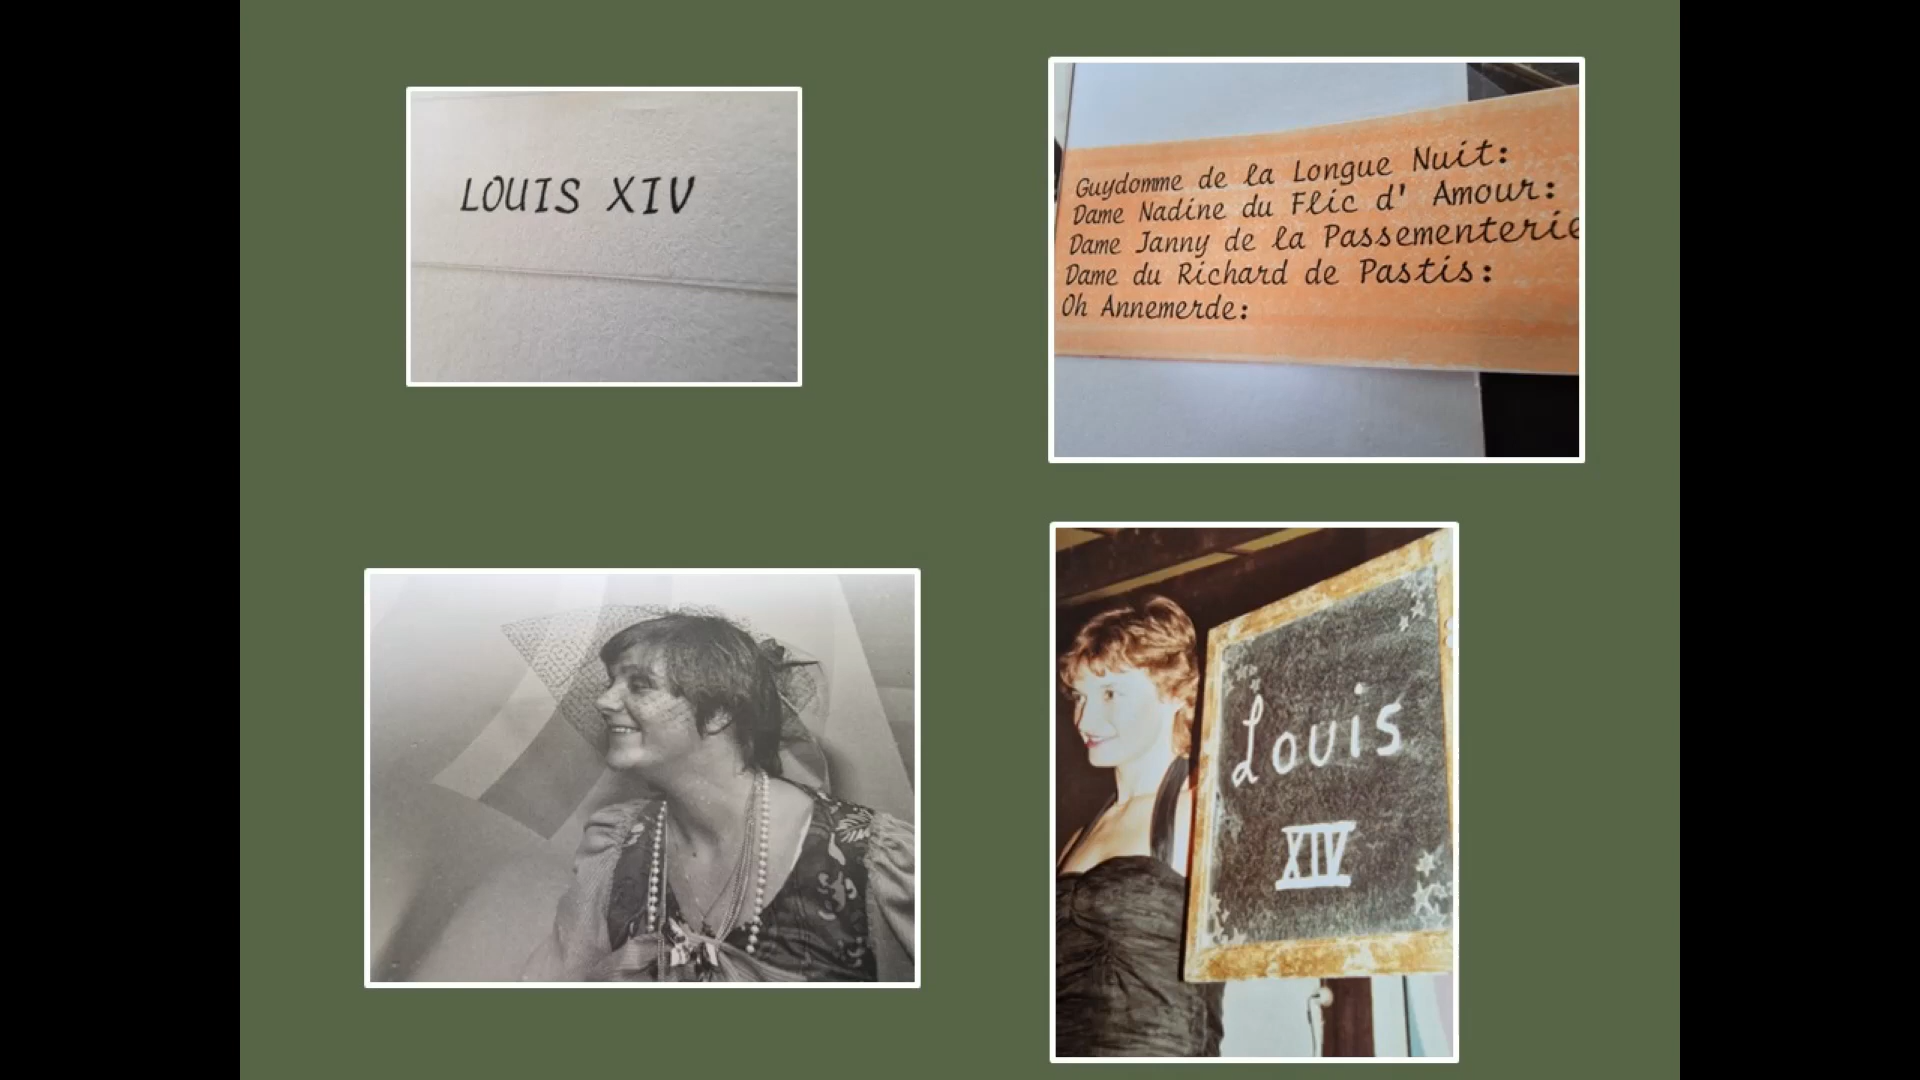 LOUIS XIV
Guydomme de la Longue Nuit:
Dame Nadine du Flic d' Amour:
Dame Janny de la Passementerie
Dame du Richard de Pastis:
Oh Annemerde:
Louis
XIV